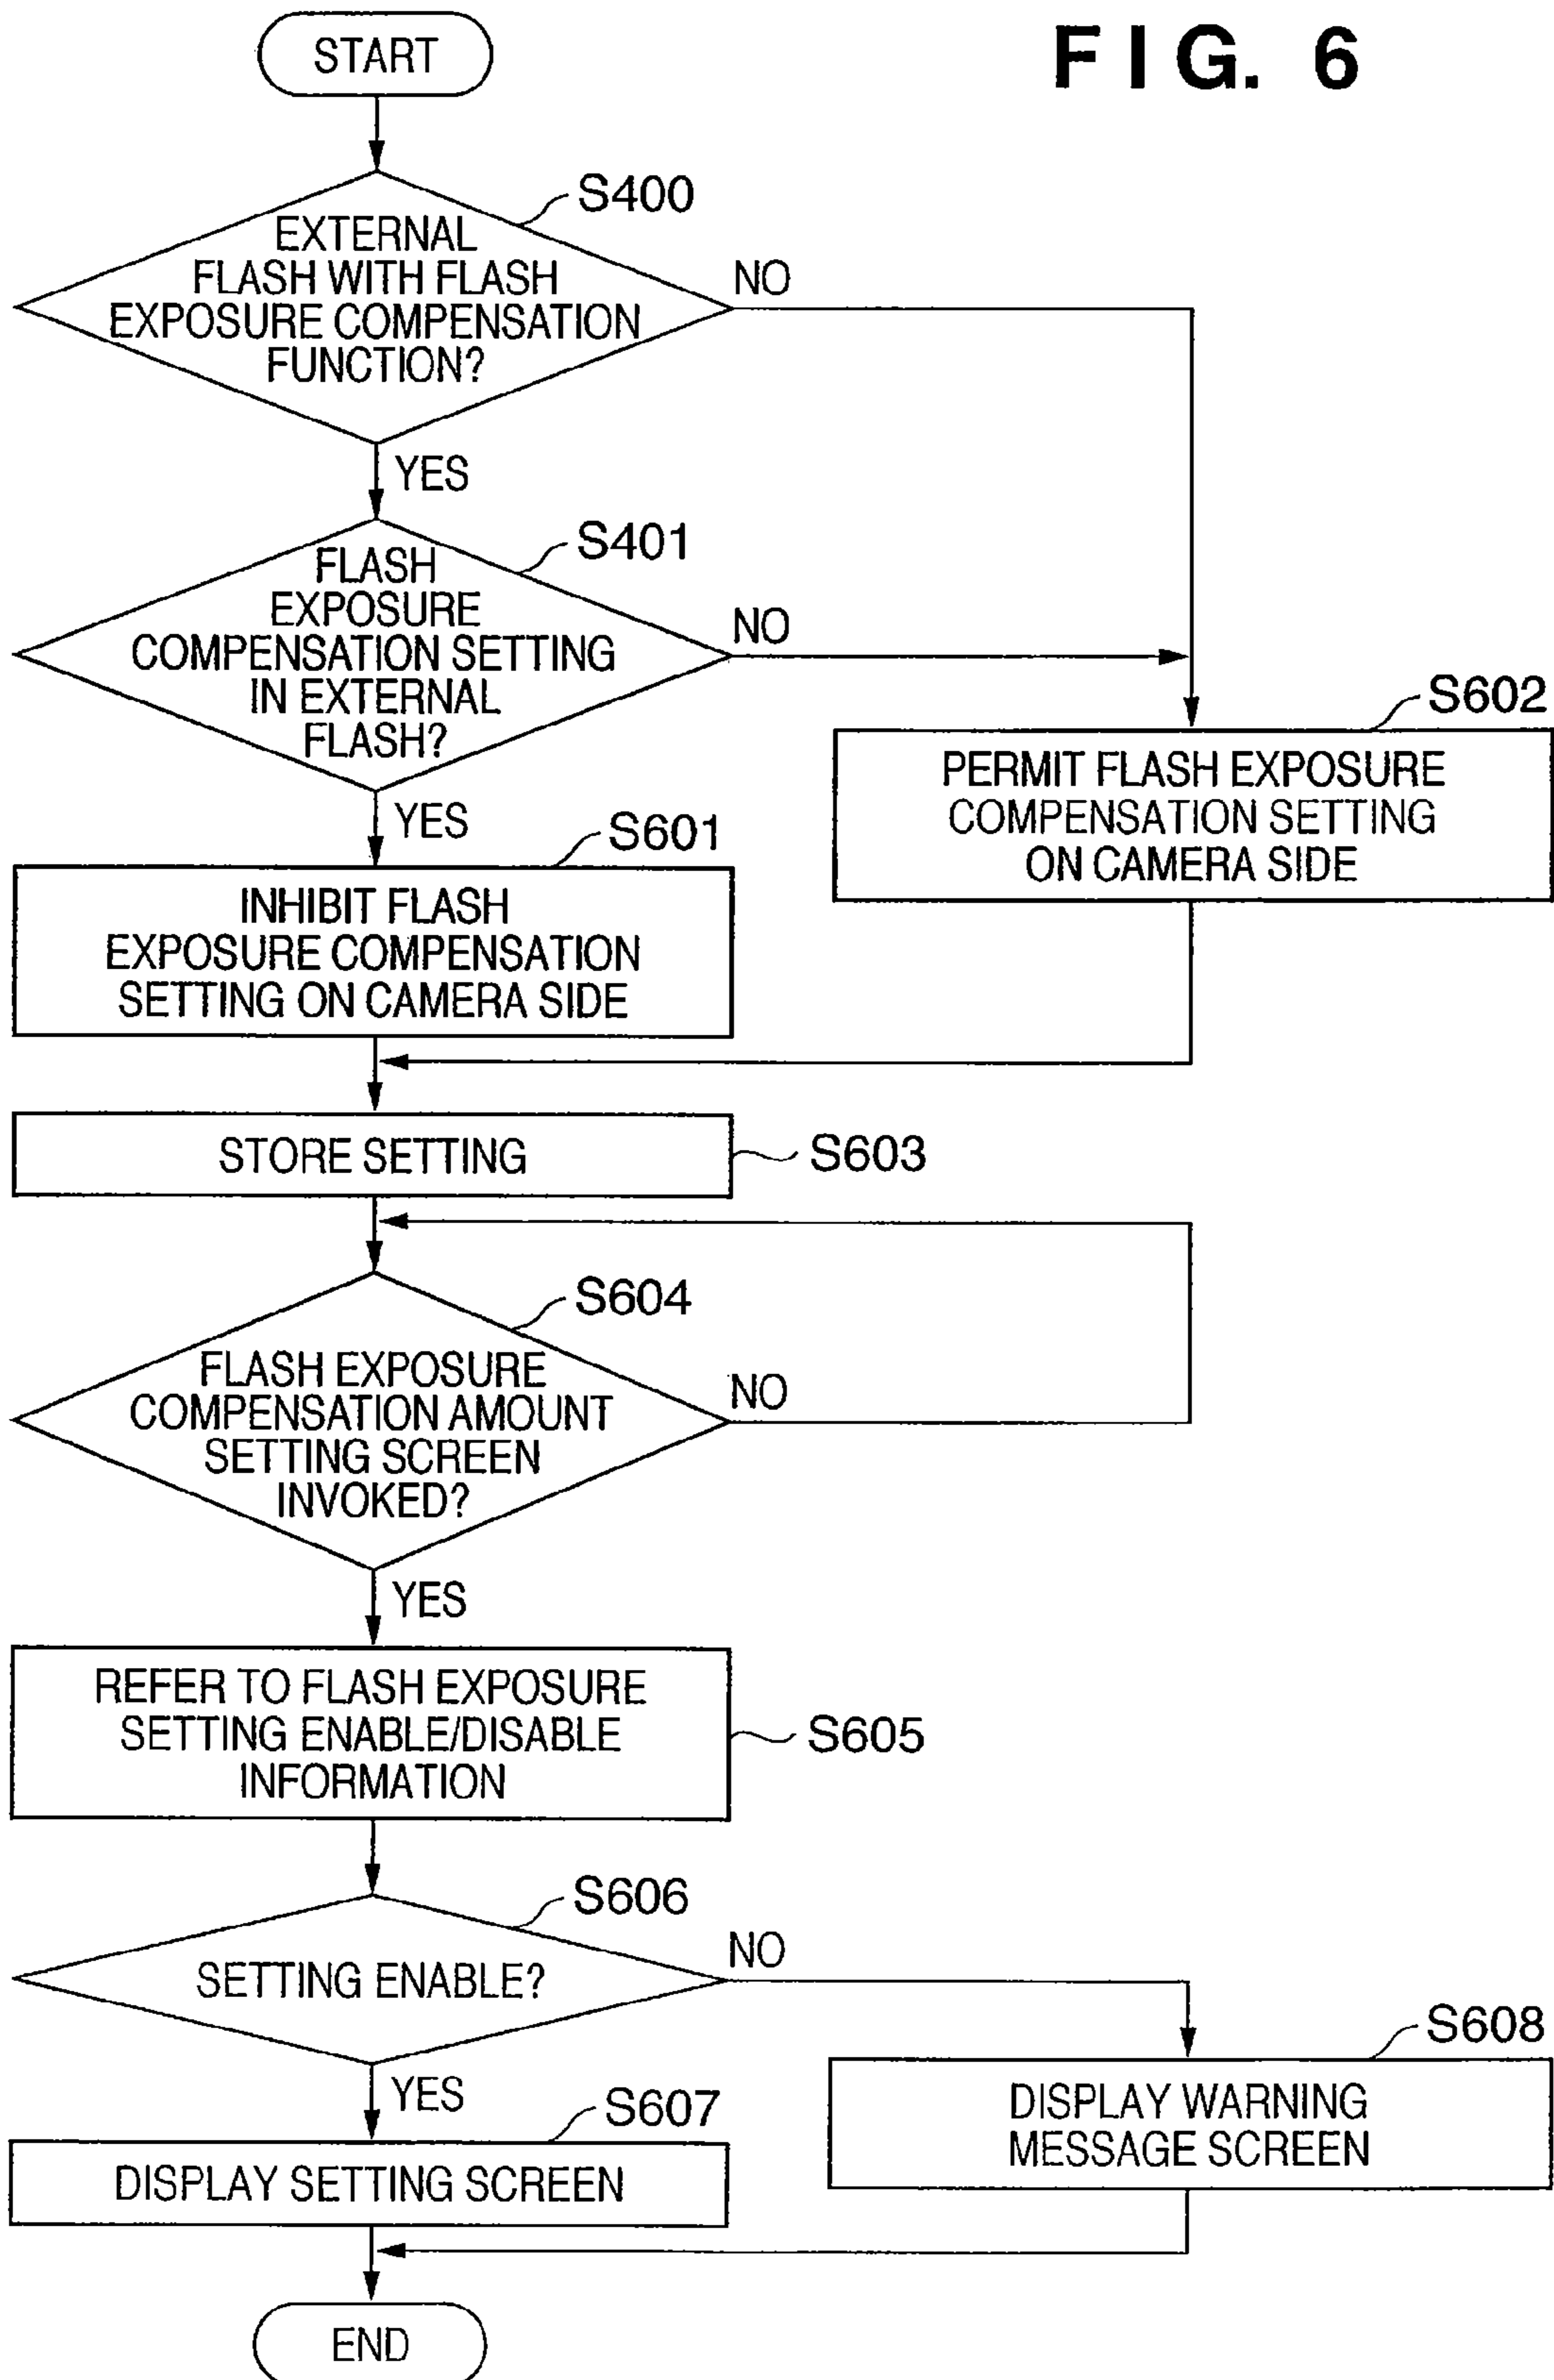 FIG. 6
START
S400
EXTERNAL
FLASH WITH FLASH
EXPOSURE COMPENSATION
FUNCTION?
NO
YES
S401
FLASH
EXPOSURE
COMPENSATION SETTING
IN EXTERNAL
FLASH?
NO
YES
S602
PERMIT FLASH EXPOSURE
COMPENSATION SETTING
ON CAMERA SIDE
S601
INHIBIT FLASH
EXPOSURE COMPENSATION
SETTING ON CAMERA SIDE
STORE SETTING
S603
S604
FLASH EXPOSURE
COMPENSATION AMOUNT
SETTING SCREEN
INVOKED?
NO
YES
REFER TO FLASH EXPOSURE
SETTING ENABLE/DISABLE
INFORMATION
S605
S606
SETTING ENABLE?
NO
YES
S608
DISPLAY WARNING
MESSAGE SCREEN
S607
DISPLAY SETTING SCREEN
END